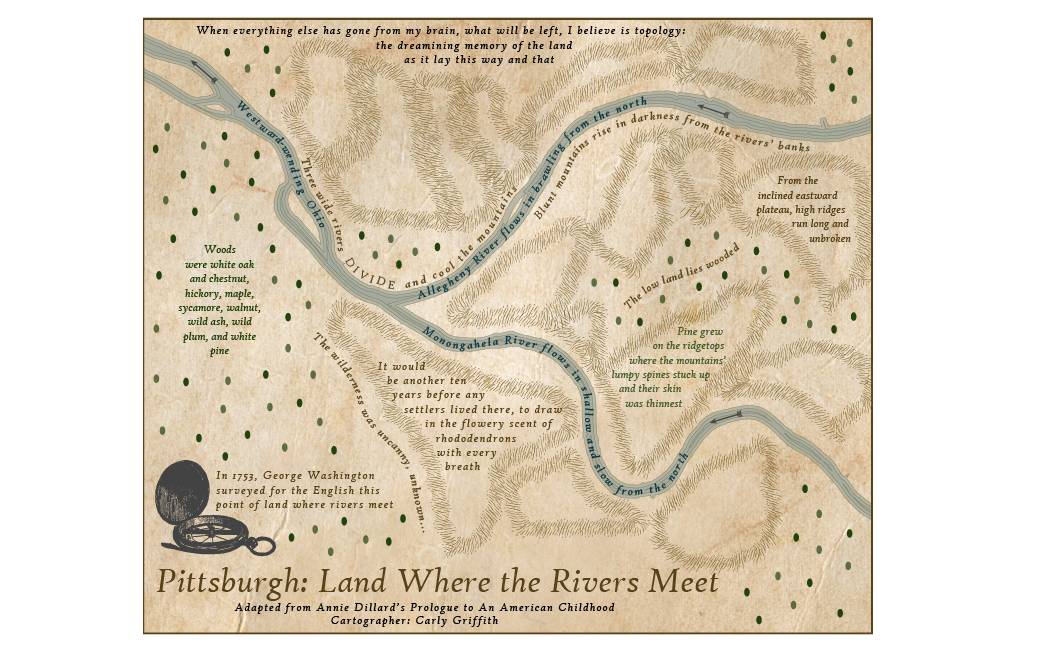 When everything else has gone from my brain, what will be left, I believe is topology:
the dreamining memory of the land
as it lay this way and that
Westward-wending Ohio
Three wide rivers
DIVIDE and cool the mountains
Allegheny River flows in brawling from the north
Blunt mountains rise in darkness from the rivers' banks
From the
inclined eastward
plateau, high ridges
run long and
unbroken
Woods
were white oak
and chestnut,
hickory, maple,
sycamore, walnut,
wild ash, wild
plum, and white
pine
The low land lies wooded
Monongahela River flows in shallow and slow from the north
Pine grew
on the ridgetops
where the mountains'
lumpy spines stuck up
and their skin
was thinnest
The wilderness was uncanny, unknown...
It would
be another ten
years before any
settlers lived there, to draw
in the flowery scent of
rhododendrons
with every
breath
In 1753, George Washington
surveyed for the English this
point of land where rivers meet
Pittsburgh: Land Where the Rivers Meet
Adapted from Annie Dillard's Prologue to An American Childhood
Cartographer: Carly Griffith